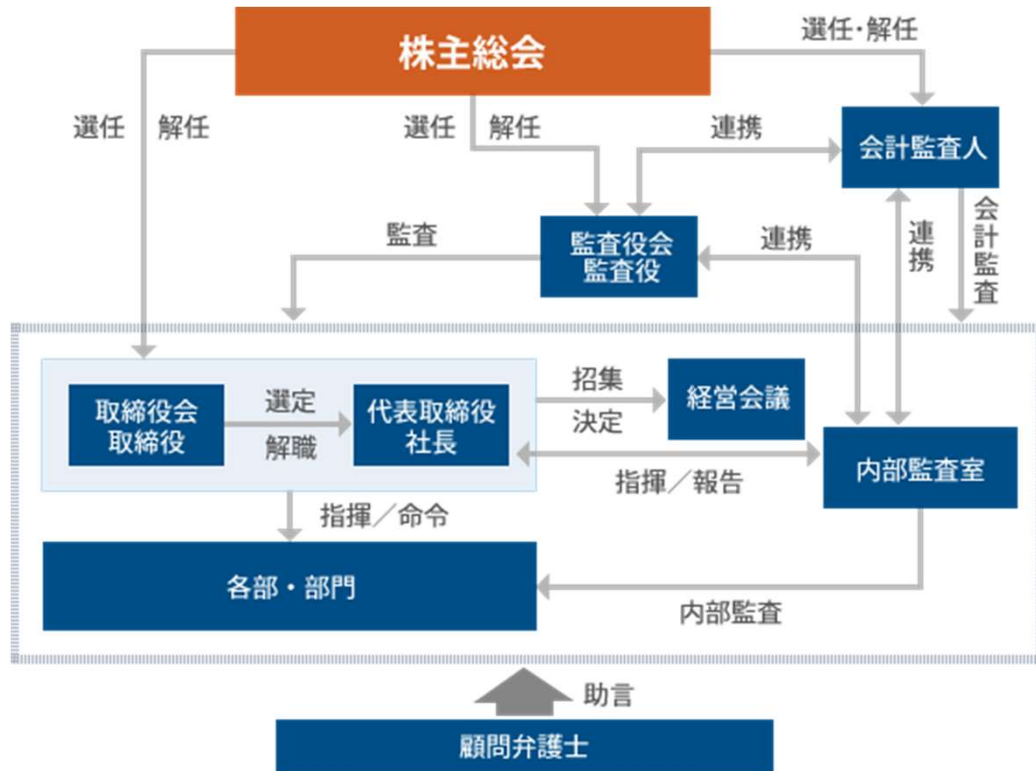 株主総会
選任・解任
選任 解任
選任 解任
連携
会計監査人
監査
監査役会
監査役
連携
連携
会計監査
取締役会
取締役
選定
解職
代表取締役
社長
招集
決定
経営会議
指揮／報告
内部監査室
指揮／命令
各部・部門
内部監査
助言
顧問弁護士